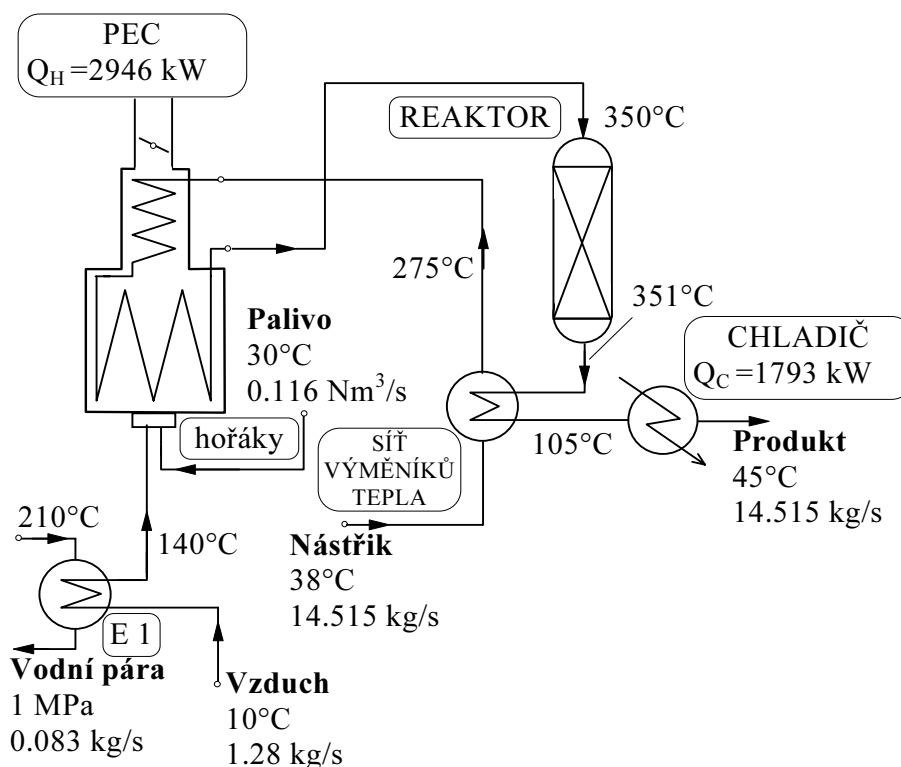 PEC
Q_H =2946 kW
REAKTOR
350°C
275°C
351°C
Palivo
30°C
0.116 Nm³/s
CHLADIČ
Q_C =1793 kW
hořáky
SÍŤ
VÝMĚNÍKŮ
TEPLA
105°C
Produkt
45°C
14.515 kg/s
210°C
140°C
Nástřik
38°C
14.515 kg/s
E 1
Vodní pára
1 MPa
0.083 kg/s
Vzduch
10°C
1.28 kg/s